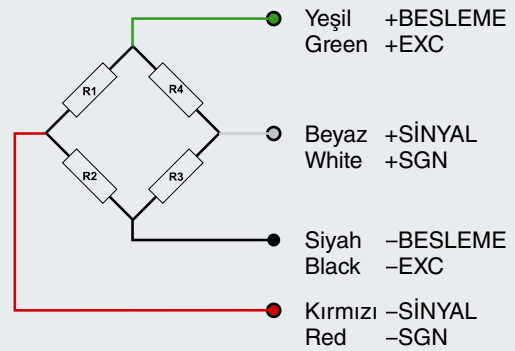 Yeşil +BESLEME
Green +EXC
R1
R4
Beyaz +SİNYAL
White +SGN
R2
R3
Siyah –BESLEME
Black –EXC
Kırmızı –SİNYAL
Red –SGN